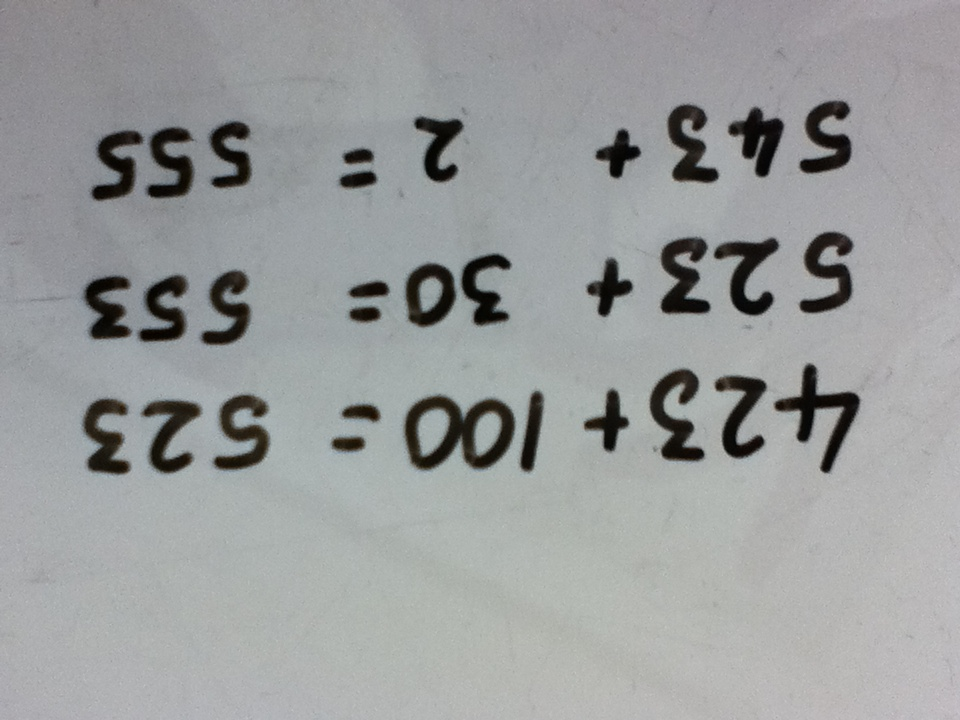 423 + 100 = 523
523 + 30 = 553
543 + 2 = 555